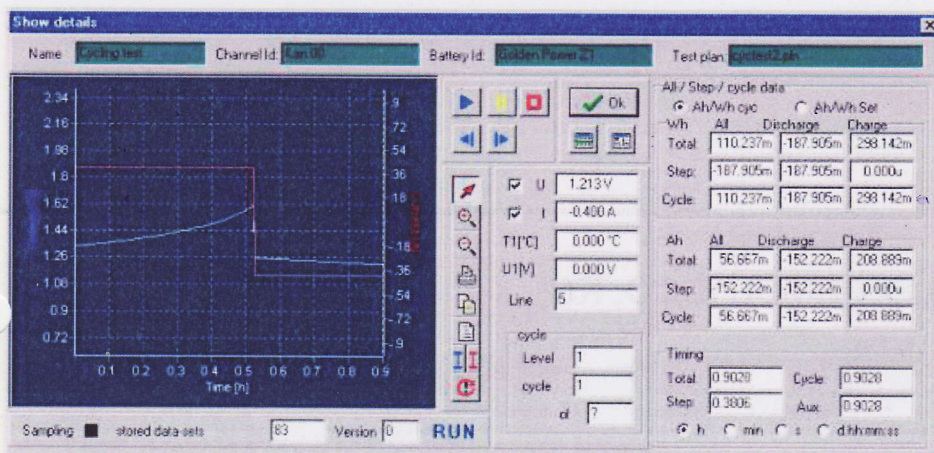 Show details
Name Cycling test Channel Id: Kan 00 Battery Id: Golden Power Z1 Test plan: cyctest2.pln
2.34
2.16
1.98
1.8
1.62
1.44
1.26
1.08
0.9
0.72
.9
.72
.54
.36
.18
-.18
-.36
-.54
-.72
-.9
0.1 0.2 0.3 0.4 0.5 0.6 0.7 0.8 0.9
Time [h]
Ok
U 1.213 V
I -0.400 A
T1[°C] 0.000 °C
U1[V] 0.000 V
Line 5
cycle
Level 1
cycle 1
of ?
All / Step / cycle data
Ah/Wh cyc Ah/Wh Set
Wh All Discharge Charge
Total: 110.237m -187.905m 298.142m
Step: -187.905m -187.905m 0.000u
Cycle: 110.237m -187.905m 298.142m
Ah All Discharge Charge
Total: 56.667m -152.222m 208.889m
Step: -152.222m -152.222m 0.000u
Cycle: 56.667m -152.222m 208.889m
Timing
Total: 0.9028 Cycle: 0.9028
Step: 0.3806 Aux: 0.9028
h min s d.hh:mm:ss
Sampling stored data-sets 83 Version 0 RUN